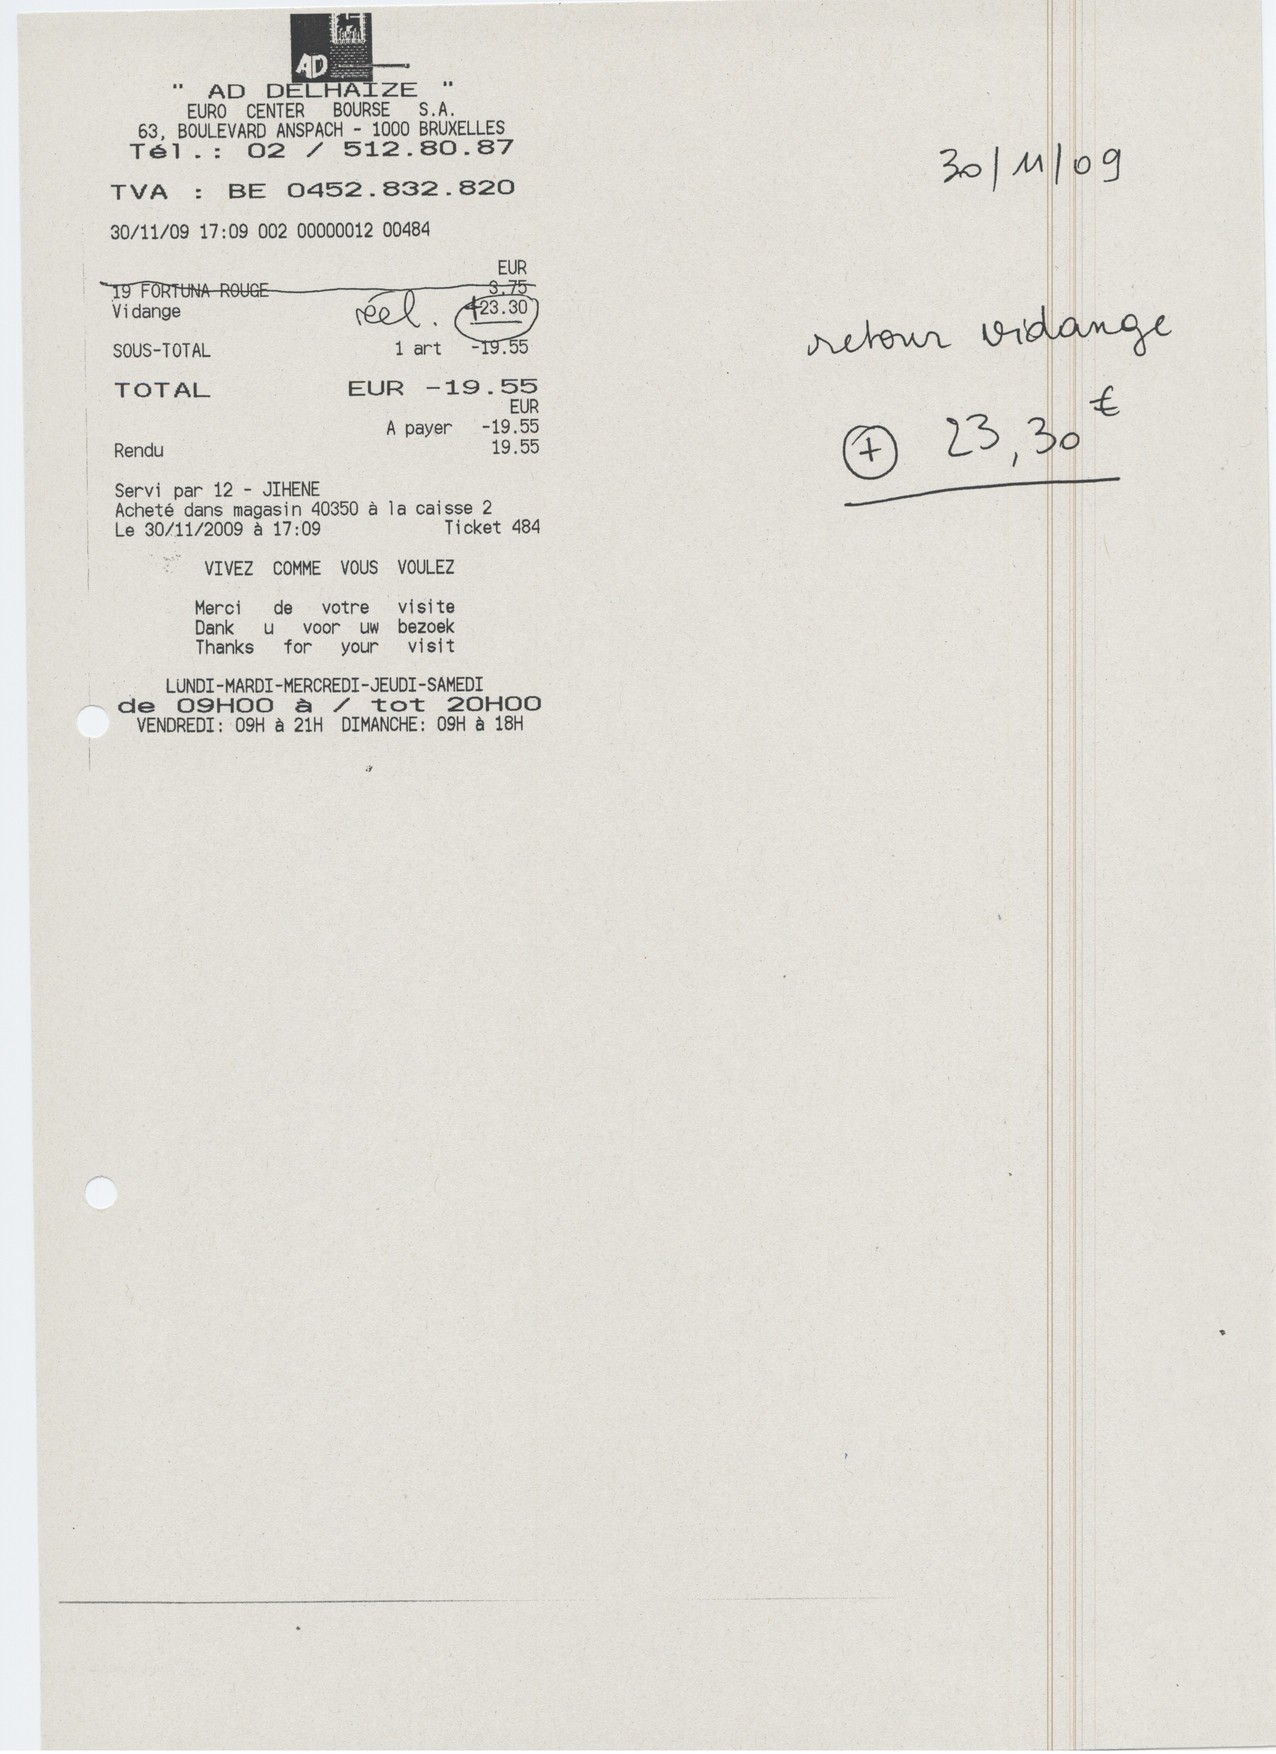 AD
" AD DELHAIZE "
EURO CENTER BOURSE S.A.
63, BOULEVARD ANSPACH - 1000 BRUXELLES
Tél.: 02 / 512.80.87
TVA : BE 0452.832.820
30/11/09 17:09 002 00000012 00484
EUR
19 FORTUNA ROUGE 3.75
Vidange réel. +23.30
SOUS-TOTAL 1 art -19.55
TOTAL EUR -19.55
EUR
A payer -19.55
Rendu 19.55
Servi par 12 - JIHENE
Acheté dans magasin 40350 à la caisse 2
Le 30/11/2009 à 17:09 Ticket 484
VIVEZ COMME VOUS VOULEZ
Merci de votre visite
Dank u voor uw bezoek
Thanks for your visit
LUNDI-MARDI-MERCREDI-JEUDI-SAMEDI
de 09H00 à / tot 20H00
VENDREDI: 09H à 21H DIMANCHE: 09H à 18H
30/11/09
retour vidange
+ 23,30 €